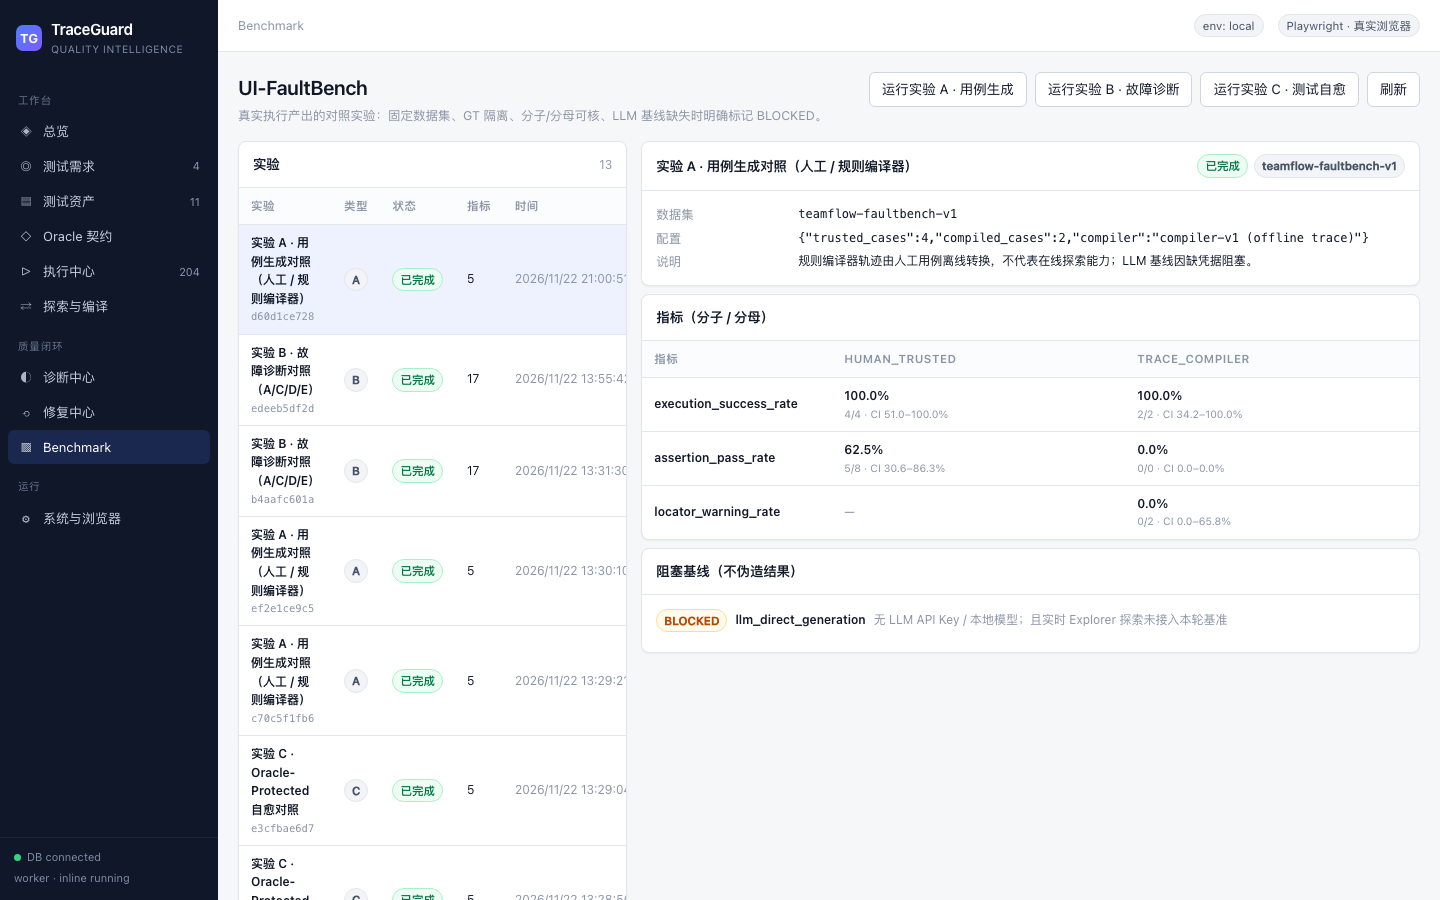 TG
TraceGuard
QUALITY INTELLIGENCE
工作台
总览
测试需求 4
测试资产 11
Oracle 契约
执行中心 204
探索与编译
质量闭环
诊断中心
修复中心
Benchmark
运行
系统与浏览器
DB connected
worker · inline running
Benchmark
env: local
Playwright · 真实浏览器
UI-FaultBench
真实执行产出的对照实验：固定数据集、GT 隔离、分子/分母可核、LLM 基线缺失时明确标记 BLOCKED。
运行实验 A · 用例生成
运行实验 B · 故障诊断
运行实验 C · 测试自愈
刷新
实验 13
实验 类型 状态 指标 时间
实验 A · 用
例生成对照
（人工 / 规
则编译器）
d60d1ce728
A 已完成 5 2026/11/22 21:00:51
实验 B · 故
障诊断对照
（A/C/D/E）
edeeb5df2d
B 已完成 17 2026/11/22 13:55:42
实验 B · 故
障诊断对照
（A/C/D/E）
b4aafc601a
B 已完成 17 2026/11/22 13:31:30
实验 A · 用
例生成对照
（人工 / 规
则编译器）
ef2e1ce9c5
A 已完成 5 2026/11/22 13:30:10
实验 A · 用
例生成对照
（人工 / 规
则编译器）
c70c5f1fb6
A 已完成 5 2026/11/22 13:29:2
实验 C ·
Oracle-
Protected
自愈对照
e3cfbae6d7
C 已完成 5 2026/11/22 13:29:04
实验 C ·
Oracle-
Protected
C 已完成 5 2026/11/22 13:28:5
实验 A · 用例生成对照（人工 / 规则编译器）
已完成
teamflow-faultbench-v1
数据集 teamflow-faultbench-v1
配置 {"trusted_cases":4,"compiled_cases":2,"compiler":"compiler-v1 (offline trace)"}
说明 规则编译器轨迹由人工用例离线转换，不代表在线探索能力；LLM 基线因缺凭据阻塞。
指标（分子 / 分母）
指标 HUMAN_TRUSTED TRACE_COMPILER
execution_success_rate 100.0% 100.0%
4/4 · CI 51.0–100.0% 2/2 · CI 34.2–100.0%
assertion_pass_rate 62.5% 0.0%
5/8 · CI 30.6–86.3% 0/0 · CI 0.0–0.0%
locator_warning_rate — 0.0%
0/2 · CI 0.0–65.8%
阻塞基线（不伪造结果）
BLOCKED llm_direct_generation 无 LLM API Key / 本地模型；且实时 Explorer 探索未接入本轮基准